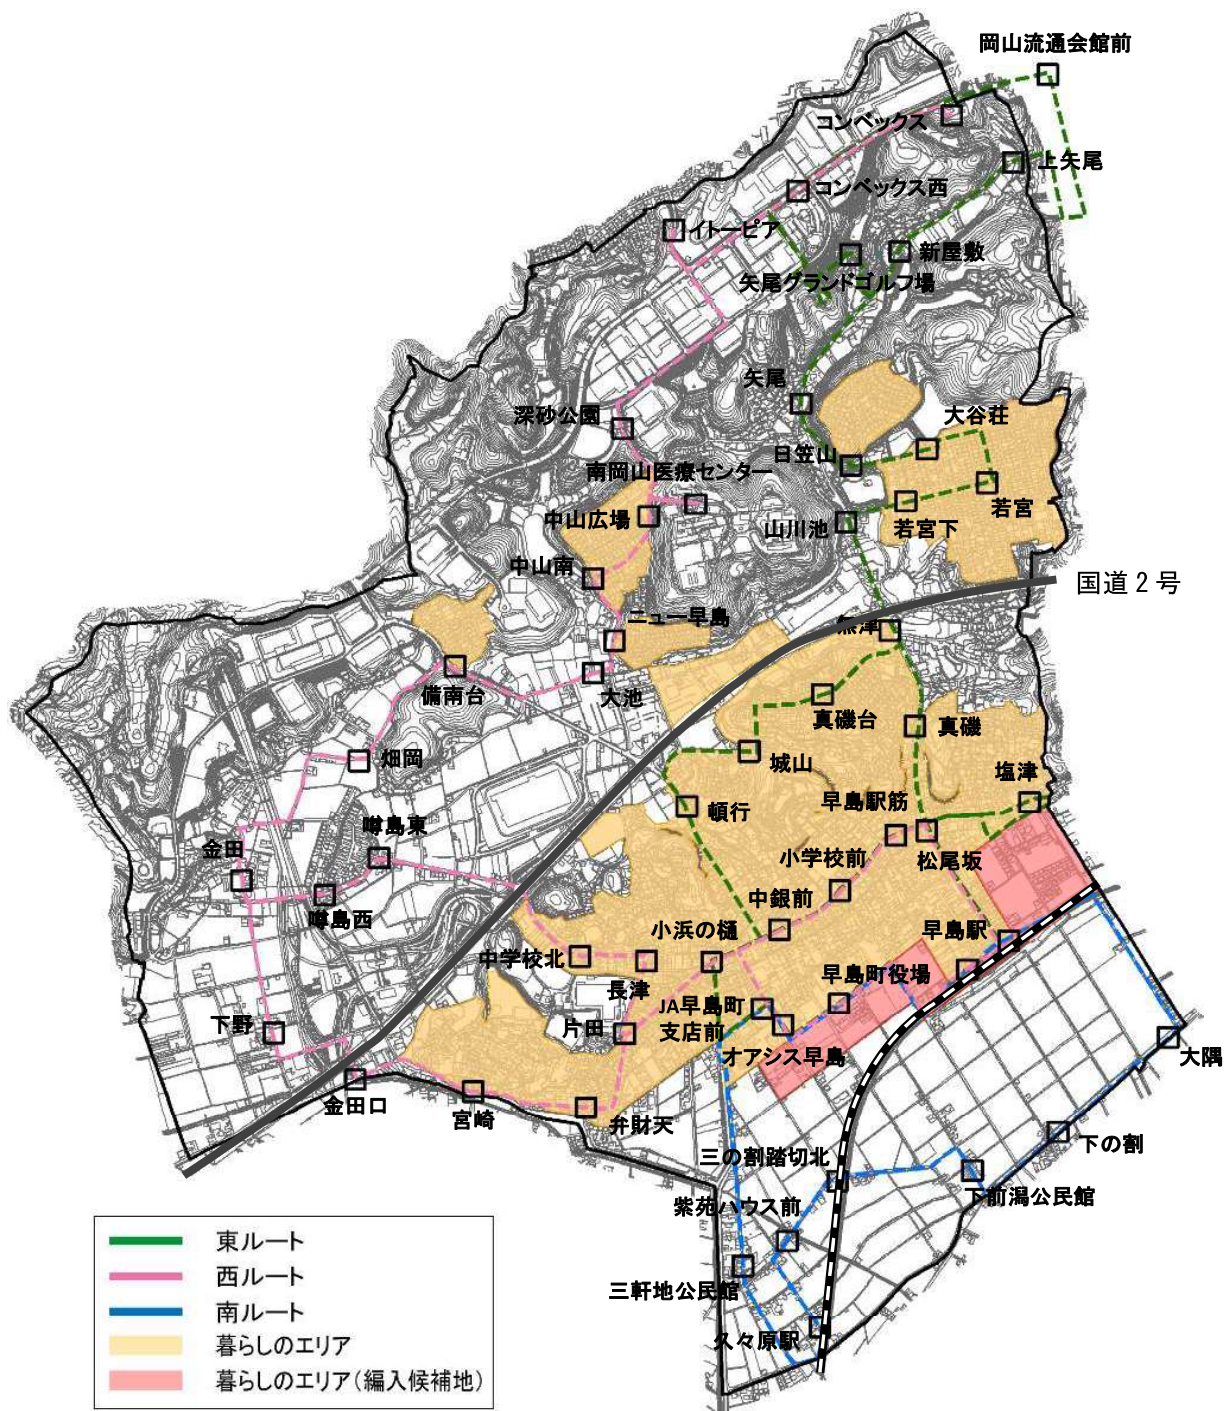 岡山流通会館前
コンベックス
上矢尾
コンベックス西
イトーピア
新屋敷
矢尾グランドゴルフ場
矢尾
深砂公園
大谷荘
日笠山
南岡山医療センター
若宮
中山広場
若宮下
山川池
中山南
国道2号
ニュー早島
無津
備南台
大池
真磯台
真磯
畑岡
城山
塩津
頓行
早島駅筋
噂島東
小学校前
松尾坂
金田
中銀前
噂島西
小浜の樋
早島駅
中学校北
早島町役場
長津
下野
片田
JA早島町
支店前
オアシス早島
大隅
金田口
宮崎
弁財天
下の割
三の割踏切北
下前潟公民館
紫苑ハウス前
三軒地公民館
久々原駅
東ルート
西ルート
南ルート
暮らしのエリア
暮らしのエリア(編入候補地)